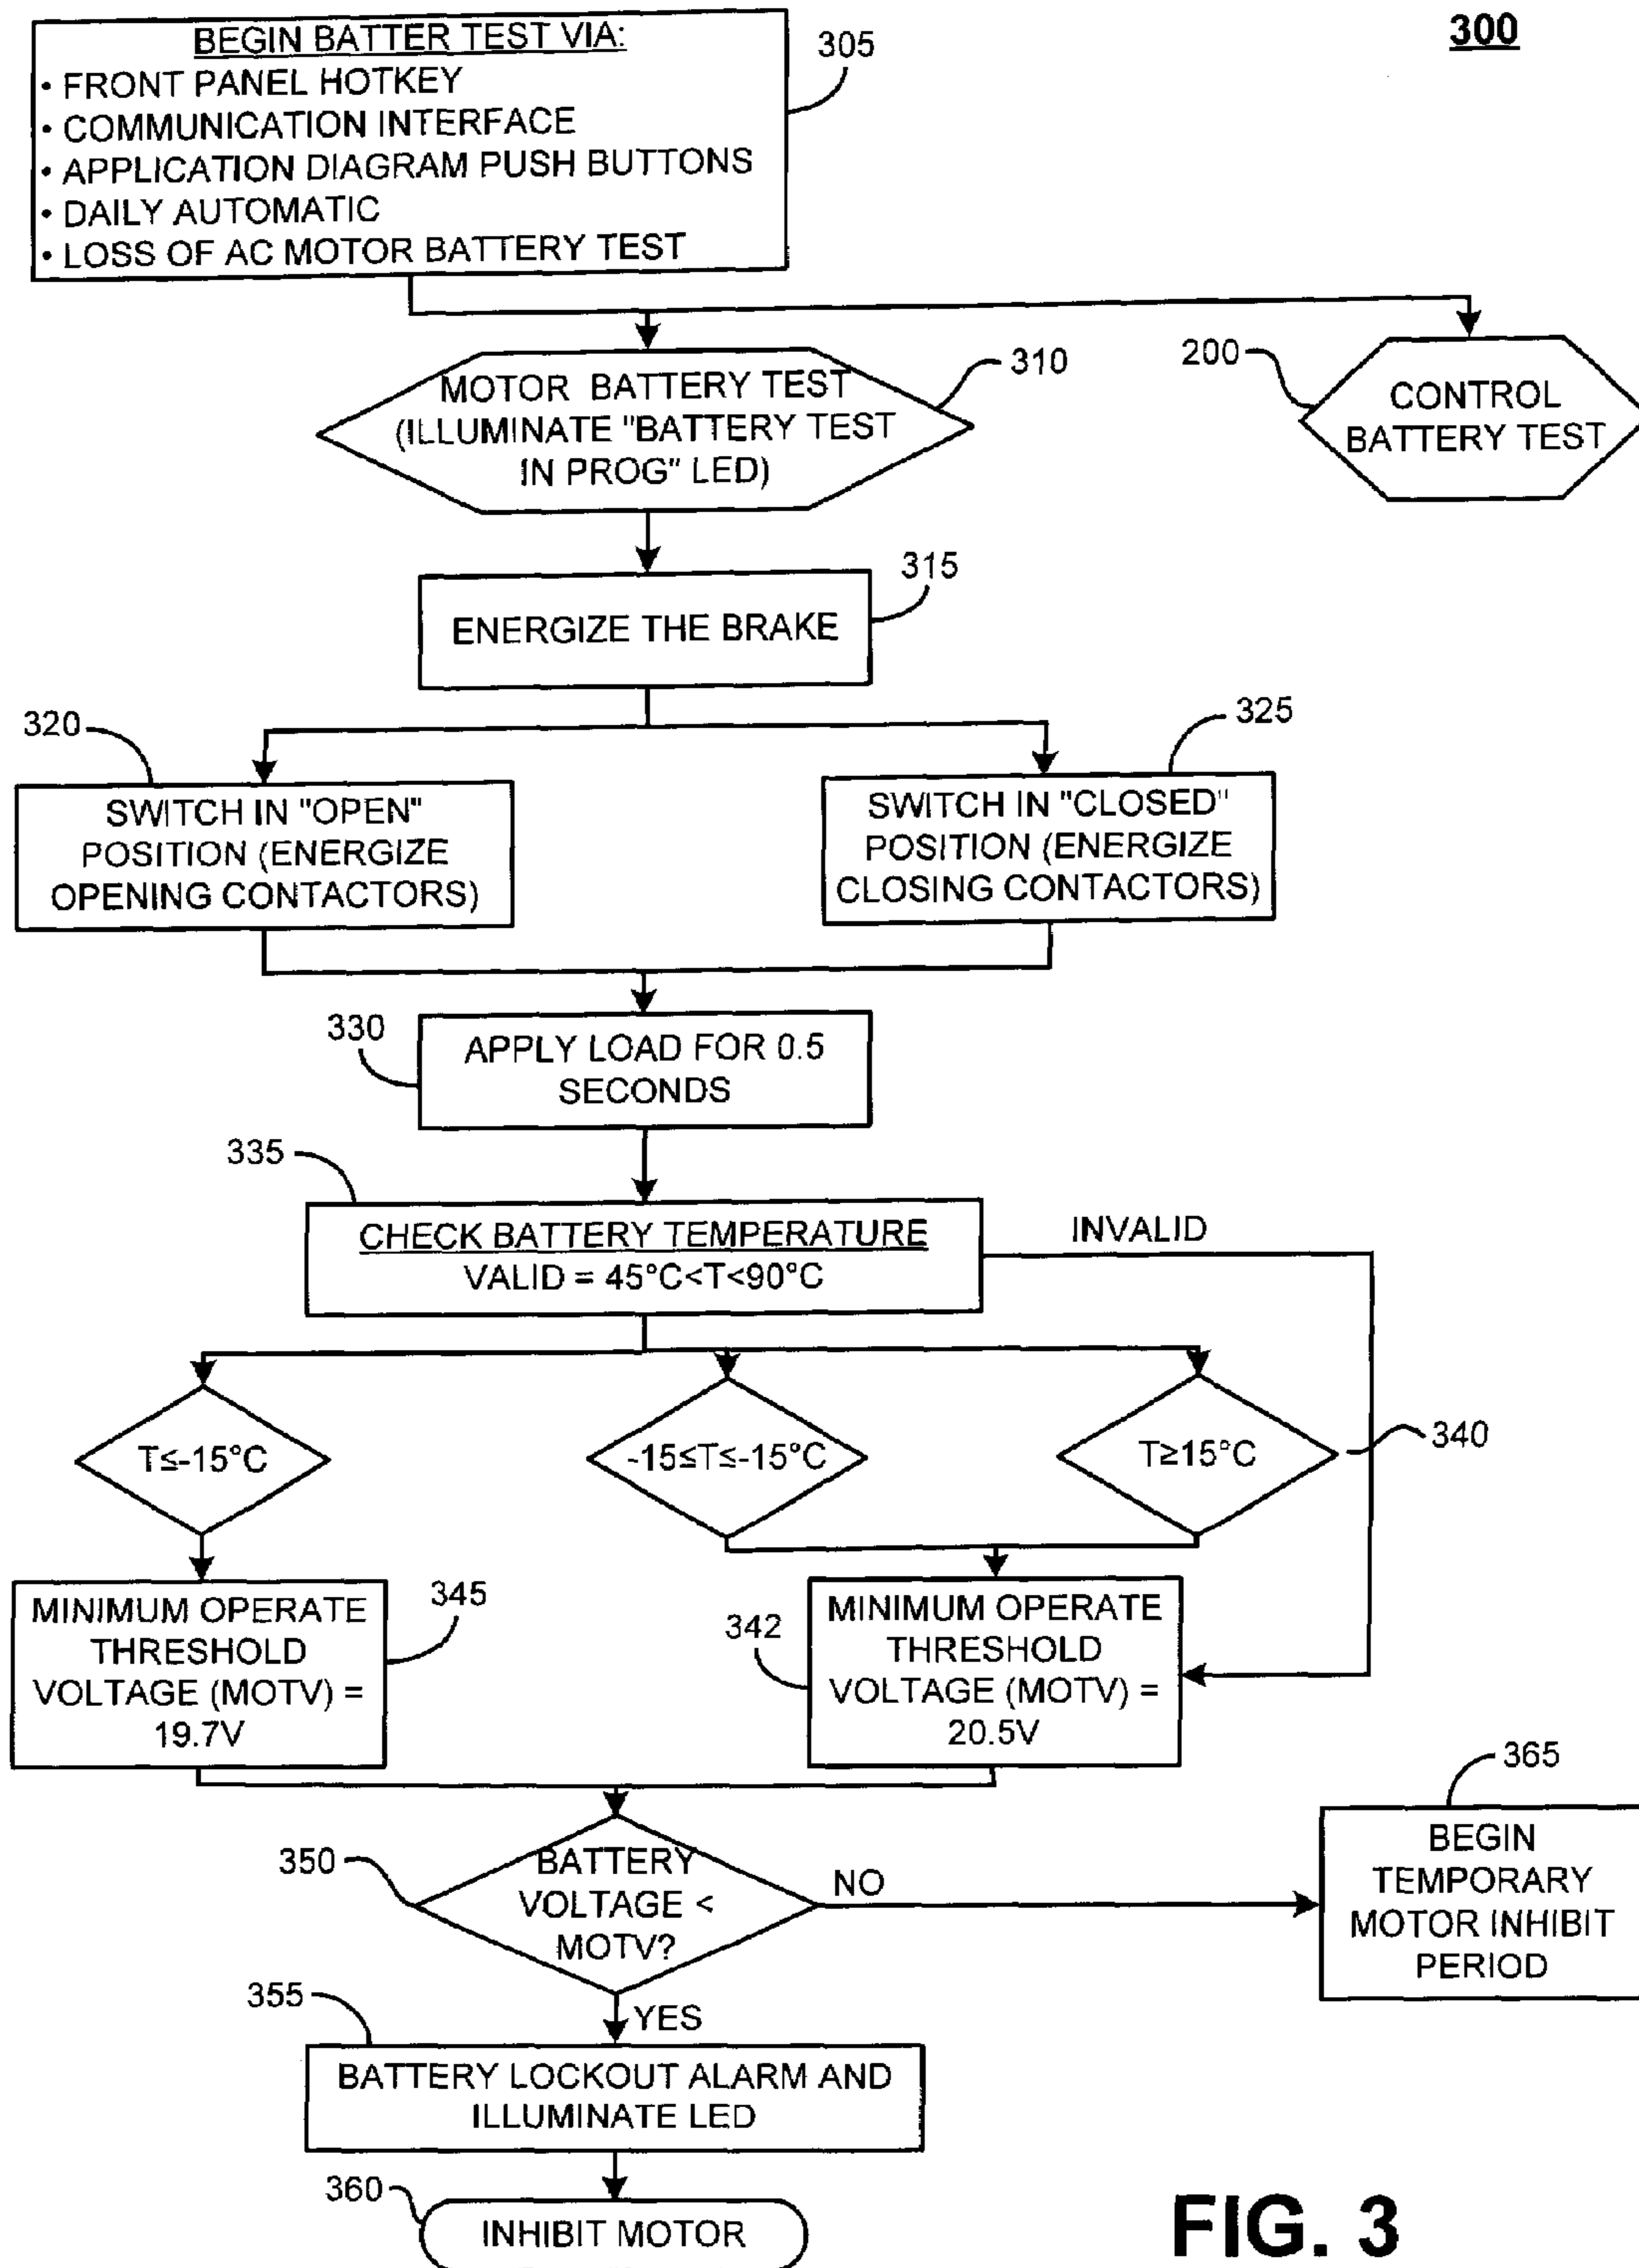 300
BEGIN BATTER TEST VIA:
• FRONT PANEL HOTKEY
• COMMUNICATION INTERFACE
• APPLICATION DIAGRAM PUSH BUTTONS
• DAILY AUTOMATIC
• LOSS OF AC MOTOR BATTERY TEST
305
MOTOR BATTERY TEST
(ILLUMINATE "BATTERY TEST
IN PROG" LED)
310
200
CONTROL
BATTERY TEST
315
ENERGIZE THE BRAKE
320
SWITCH IN "OPEN"
POSITION (ENERGIZE
OPENING CONTACTORS)
325
SWITCH IN "CLOSED"
POSITION (ENERGIZE
CLOSING CONTACTORS)
330
APPLY LOAD FOR 0.5
SECONDS
335
CHECK BATTERY TEMPERATURE
VALID = 45°C<T<90°C
INVALID
T≤-15°C
-15≤T≤-15°C
T≥15°C
340
MINIMUM OPERATE
THRESHOLD
VOLTAGE (MOTV) =
19.7V
345
342
MINIMUM OPERATE
THRESHOLD
VOLTAGE (MOTV) =
20.5V
350
BATTERY
VOLTAGE <
MOTV?
NO
365
BEGIN
TEMPORARY
MOTOR INHIBIT
PERIOD
YES
355
BATTERY LOCKOUT ALARM AND
ILLUMINATE LED
360
INHIBIT MOTOR
FIG. 3